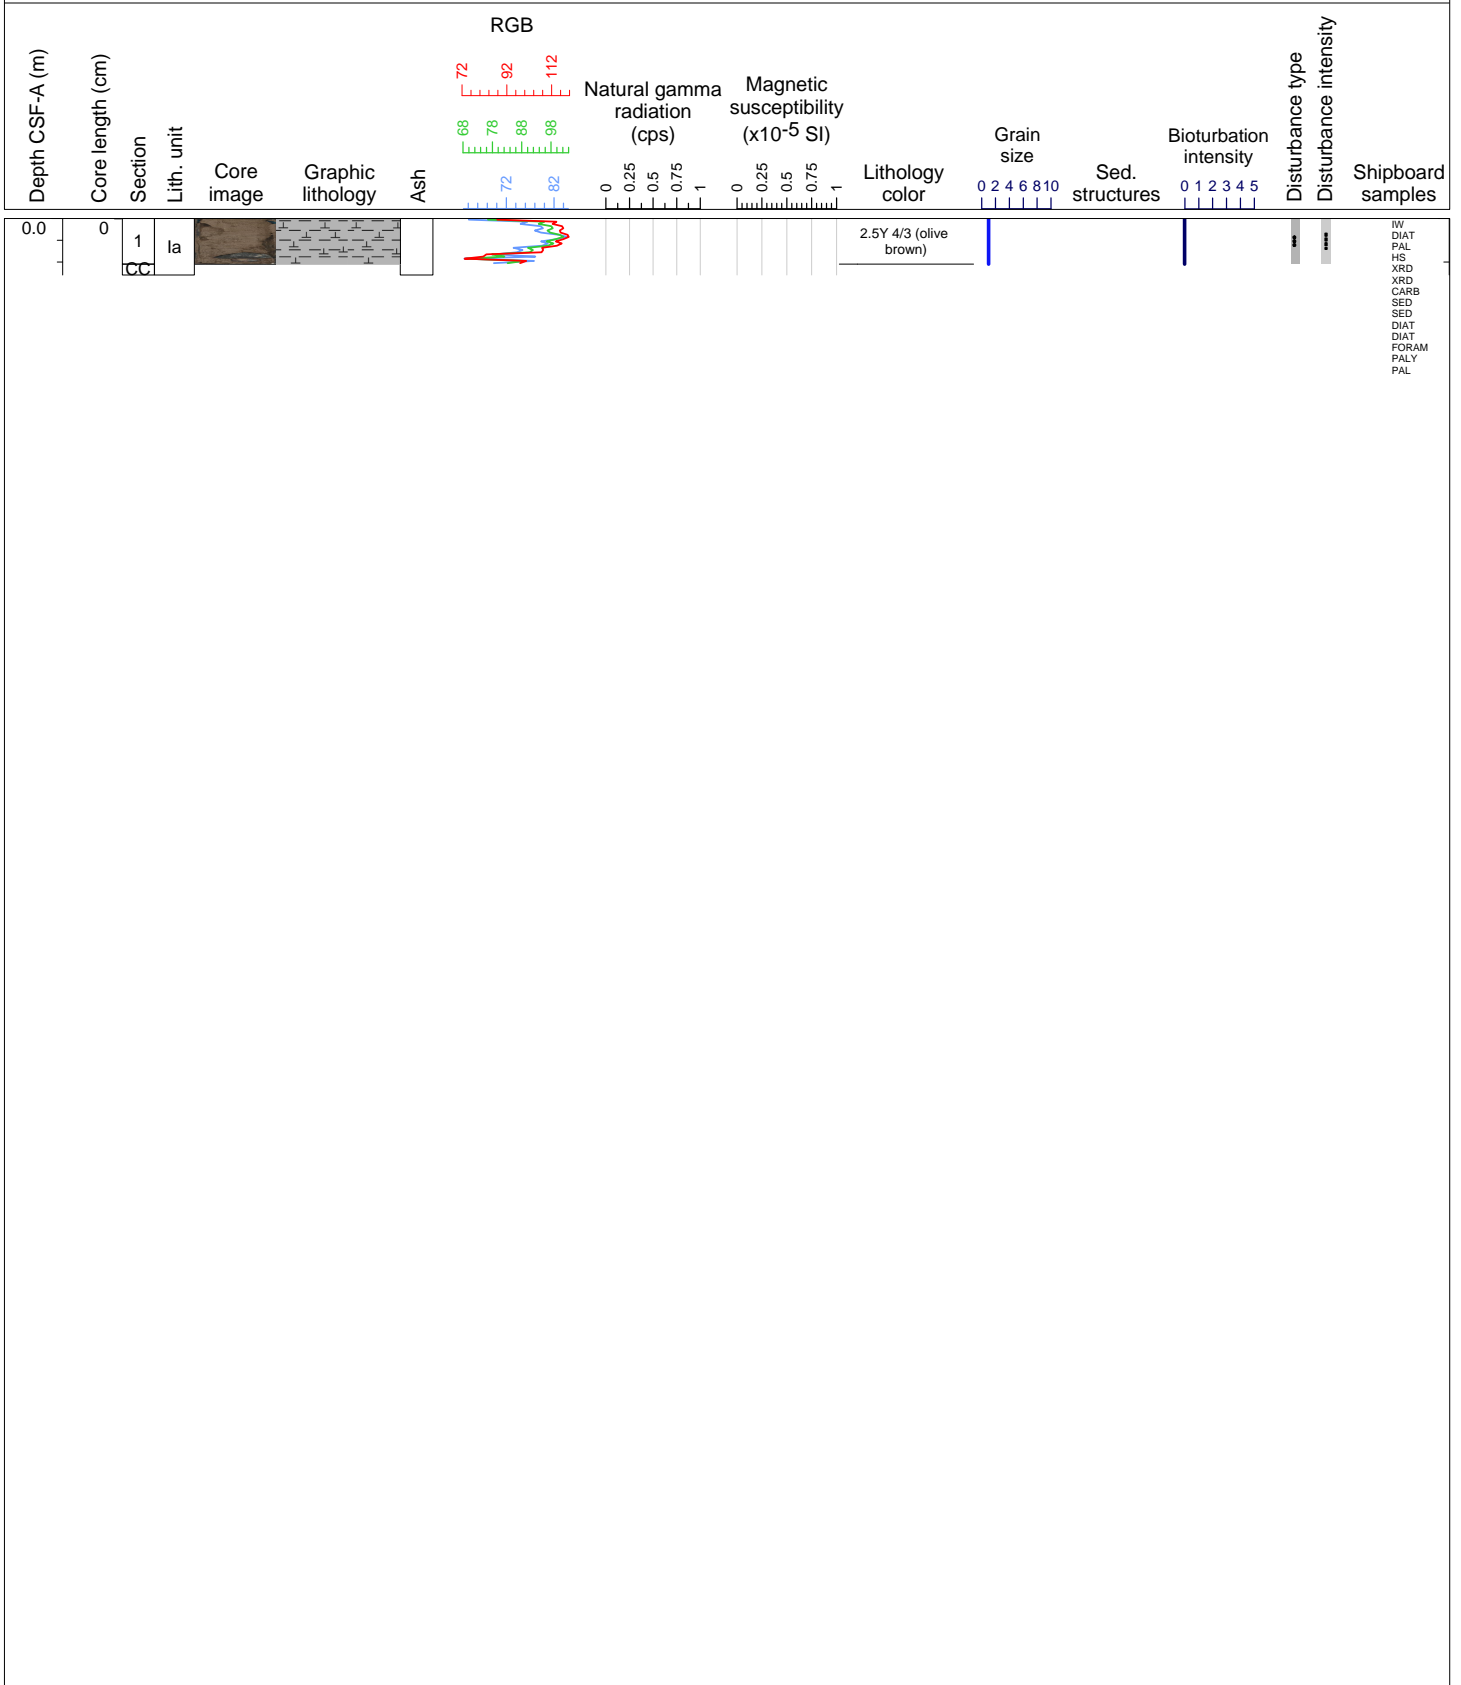 RGB
Depth CSF-A (m)
Core length (cm)
Section
Lith. unit
Core
image
Graphic
lithology
Ash
72 92 112
68 78 88 98
72 82
Natural gamma
radiation
(cps)
0 0.25 0.5 0.75 1
Magnetic
susceptibility
(x10-5 SI)
0 0.25 0.5 0.75 1
Lithology
color
Grain
size
0 2 4 6 8 10
Sed.
structures
Bioturbation
intensity
0 1 2 3 4 5
Disturbance type
Disturbance intensity
Shipboard
samples
0.0
0
1
CC
Ia
2.5Y 4/3 (olive
brown)
IW
DIAT
PAL
HS
XRD
XRD
CARB
SED
SED
DIAT
DIAT
FORAM
PALY
PAL